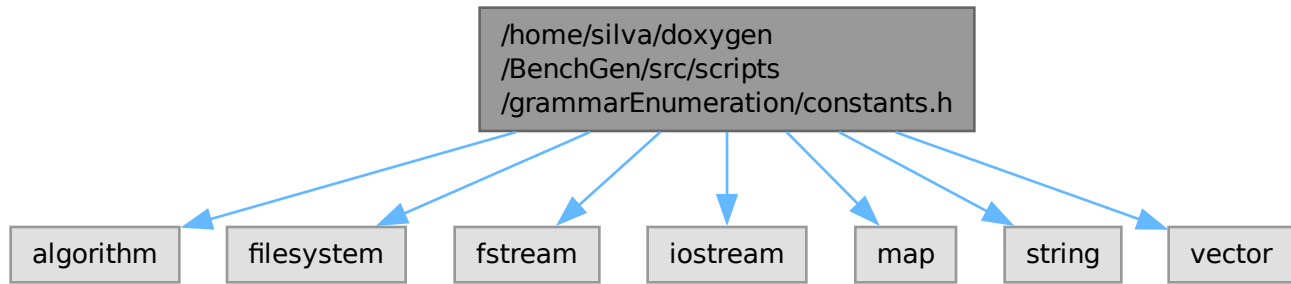 /home/silva/doxygen
/BenchGen/src/scripts
/grammarEnumeration/constants.h
algorithm
filesystem
fstream
iostream
map
string
vector